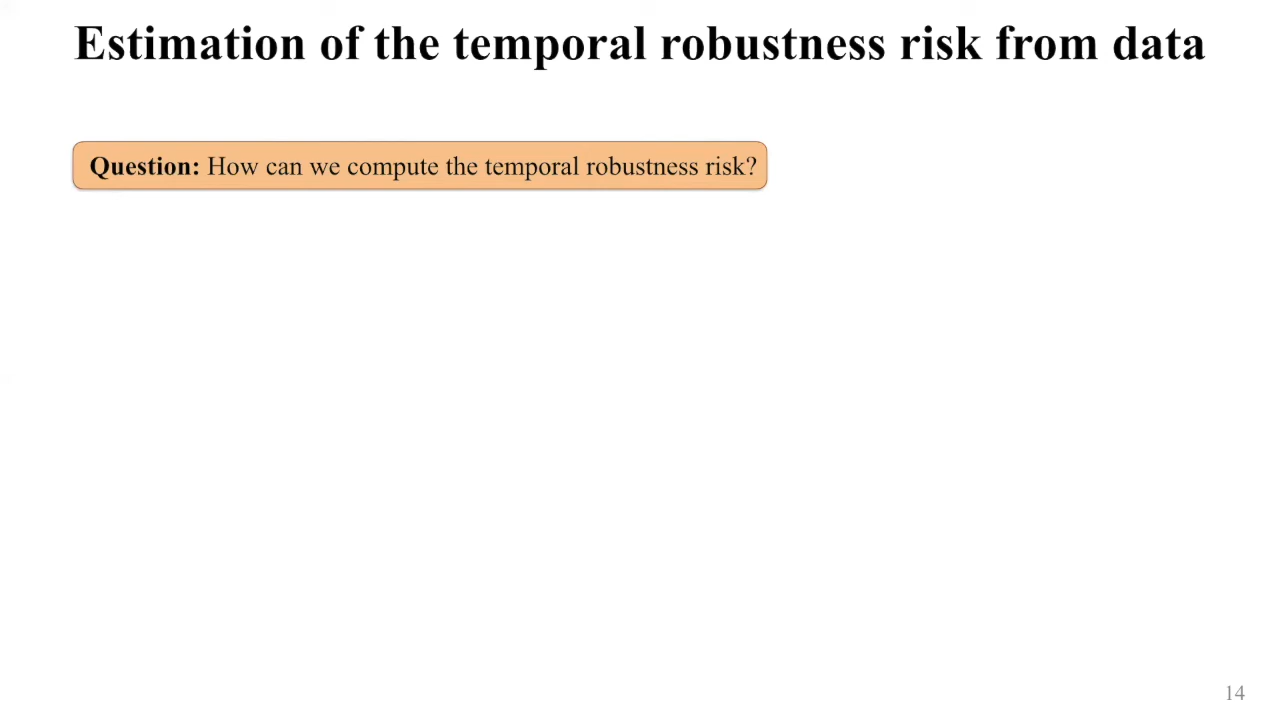 Estimation of the temporal robustness risk from data
Question: How can we compute the temporal robustness risk?
14